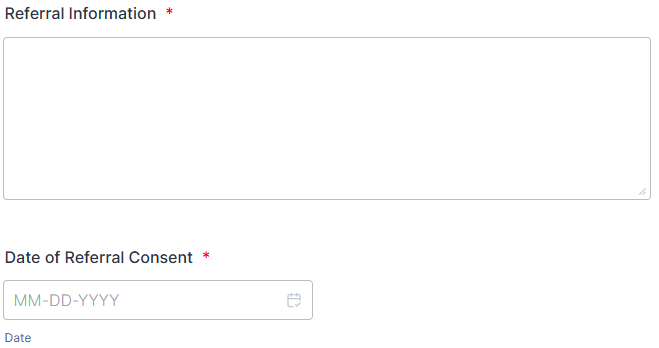 Referral Information *
Date of Referral Consent *
MM-DD-YYYY
Date